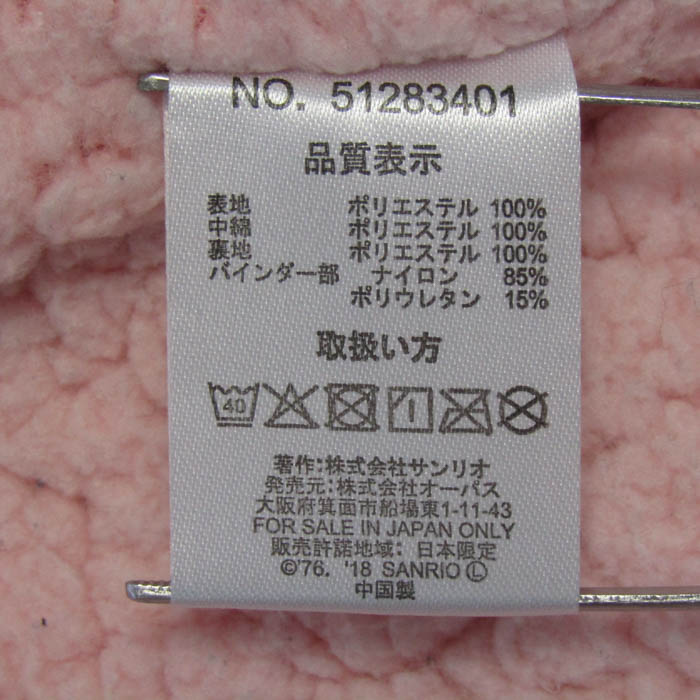 NO. 51283401
品質表示
表地 ポリエステル 100%
中綿 ポリエステル 100%
裏地 ポリエステル 100%
バインダー部 ナイロン 85%
ポリウレタン 15%
取扱い方
40
著作:株式会社サンリオ
発売元:株式会社オーパス
大阪府箕面市船場東1-11-43
FOR SALE IN JAPAN ONLY
販売許諾地域: 日本限定
©'76. '18 SANRIO Ⓛ
中国製